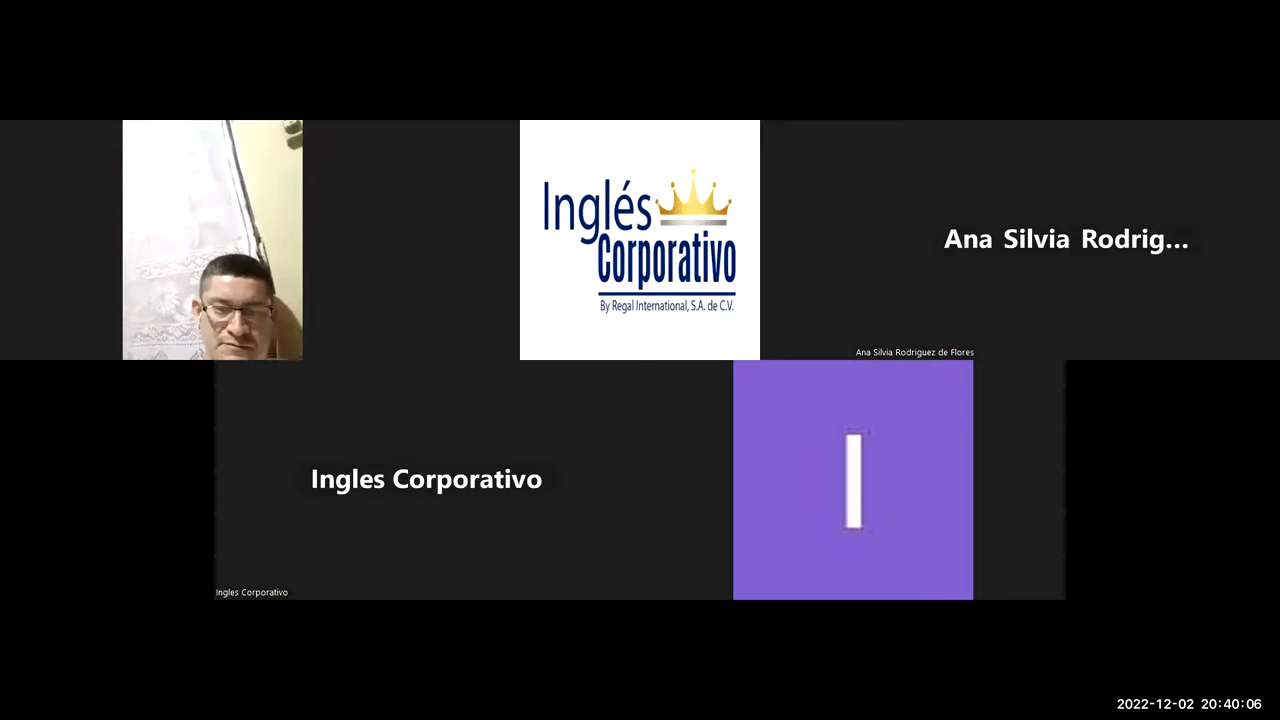 Inglés
Corporativo
By Regal International, S.A. de C.V.
Ana Silvia Rodrig...
Ana Silvia Rodriguez de Flores
Ingles Corporativo
I
Ingles Corporativo
2022-12-02 20:40:06